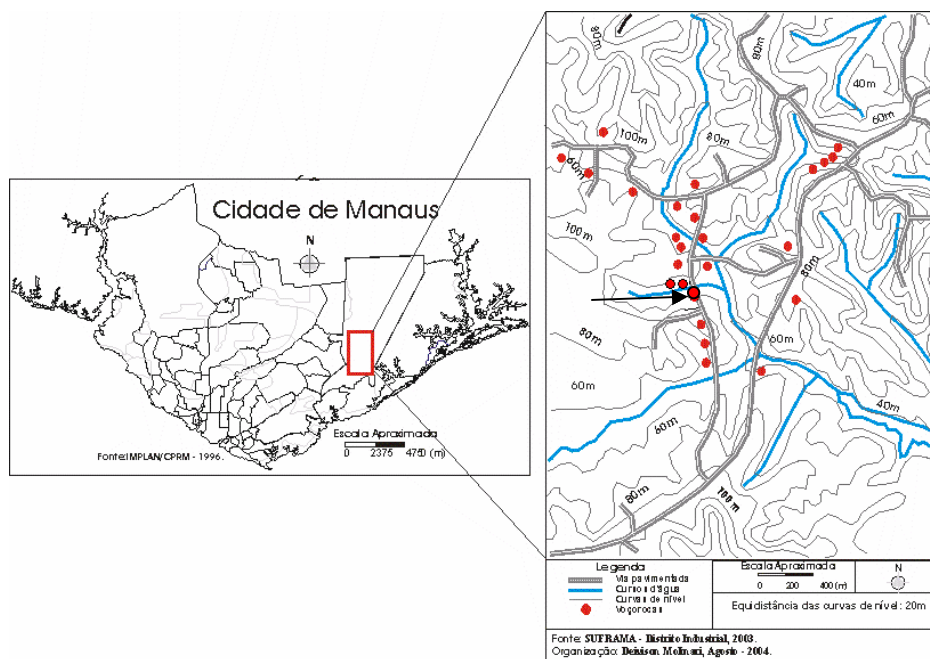 Cidade de Manaus
N
Escala Aproximada
0 2375 4750 (m)
Fonte: IMPLAN/CPRM - 1996.
80m
80m
40m
60m
100m
80m
60m
100m
80m
80m
60m
60m
40m
60m
80m
100 m
Legenda
Via pavimentada
Curso d'água
Curvas de nível
Voçorocas
Escala Aproximada
0 200 400 (m)
N
Equidistância das curvas de nível : 20m
Fonte: SUFRAMA - Distrito Industrial, 2003.
Organização: Deivison Molinari, Agosto - 2004.